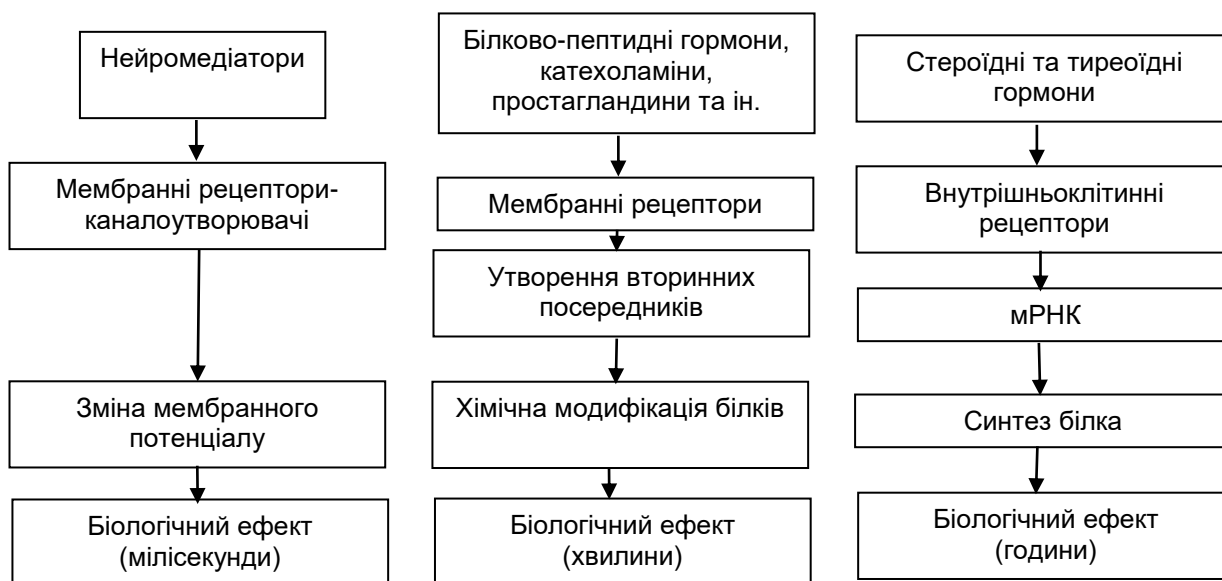 Нейромедіатори
Мембранні рецептори-
каналоутворювачі
Зміна мембранного
потенціалу
Біологічний ефект
(мілісекунди)
Білково-пептидні гормони,
катехоламіни,
простагландини та ін.
Мембранні рецептори
Утворення вторинних
посередників
Хімічна модифікація білків
Біологічний ефект
(хвилини)
Стероїдні та тиреоїдні
гормони
Внутрішньоклітинні
рецептори
мРНК
Синтез білка
Біологічний ефект
(години)